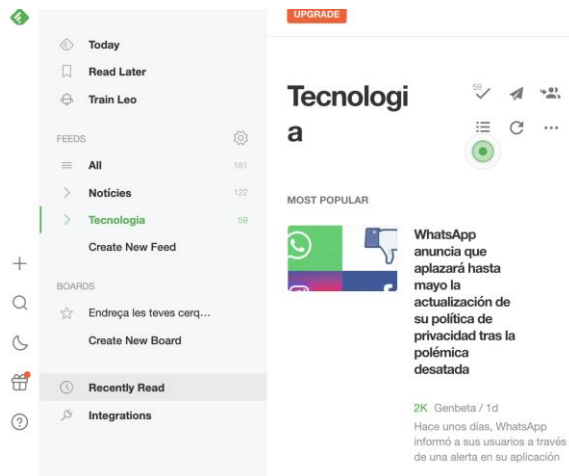 UPGRADE
Today
Read Later
Train Leo
FEEDS
All 181
Notícies 122
Tecnologia 59
Create New Feed
BOARDS
Endreça les teves cerq...
Create New Board
Recently Read
Integrations
Tecnologi
a
59
MOST POPULAR
WhatsApp
anuncia que
aplazará hasta
mayo la
actualización de
su política de
privacidad tras la
polémica
desatada
2K Genbeta / 1d
Hace unos días, WhatsApp
informó a sus usuarios a través
de una alerta en su aplicación